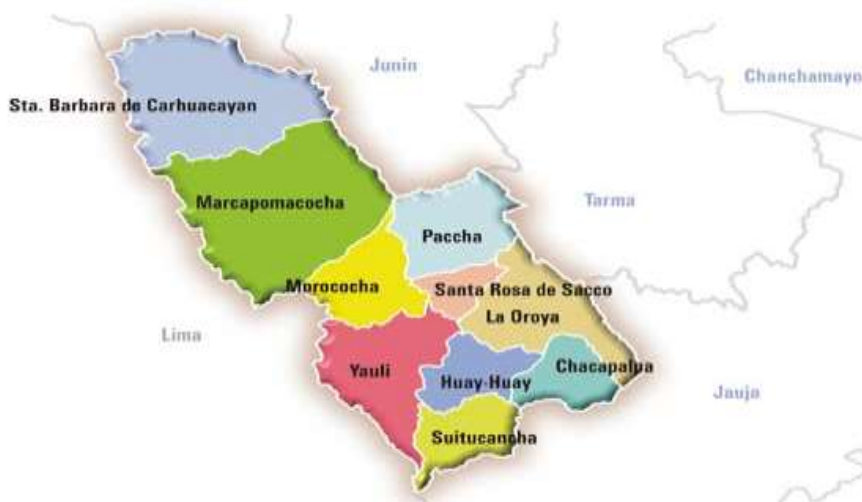 Junin
Chanchamayo
Sta. Barbara de Carhuacayan
Marcapomacocha
Tarma
Paccha
Morococha
Santa Rosa de Sacco
La Oroya
Lima
Yauli
Huay-Huay
Chacapalpa
Jauja
Suitucancha